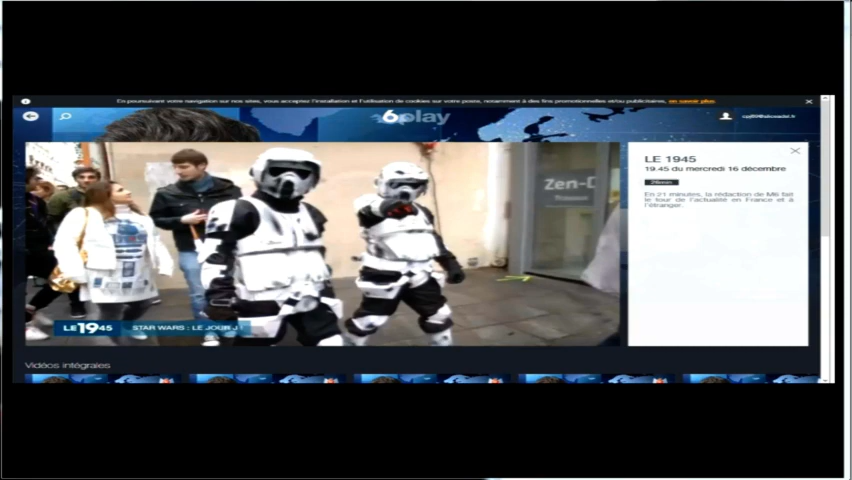 En poursuivant votre navigation sur nos sites, vous acceptez l'installation et l'utilisation de cookies sur votre poste, notamment à des fins promotionnelles et/ou publicitaires, en savoir plus.
6play
LE 1945
19.45 du mercredi 16 décembre
26min
En 21 minutes, la rédaction de M6 fait
le tour de l'actualité en France et à
l'étranger.
Zen-D
LE 1945 STAR WARS : LE JOUR J !
Vidéos intégrales